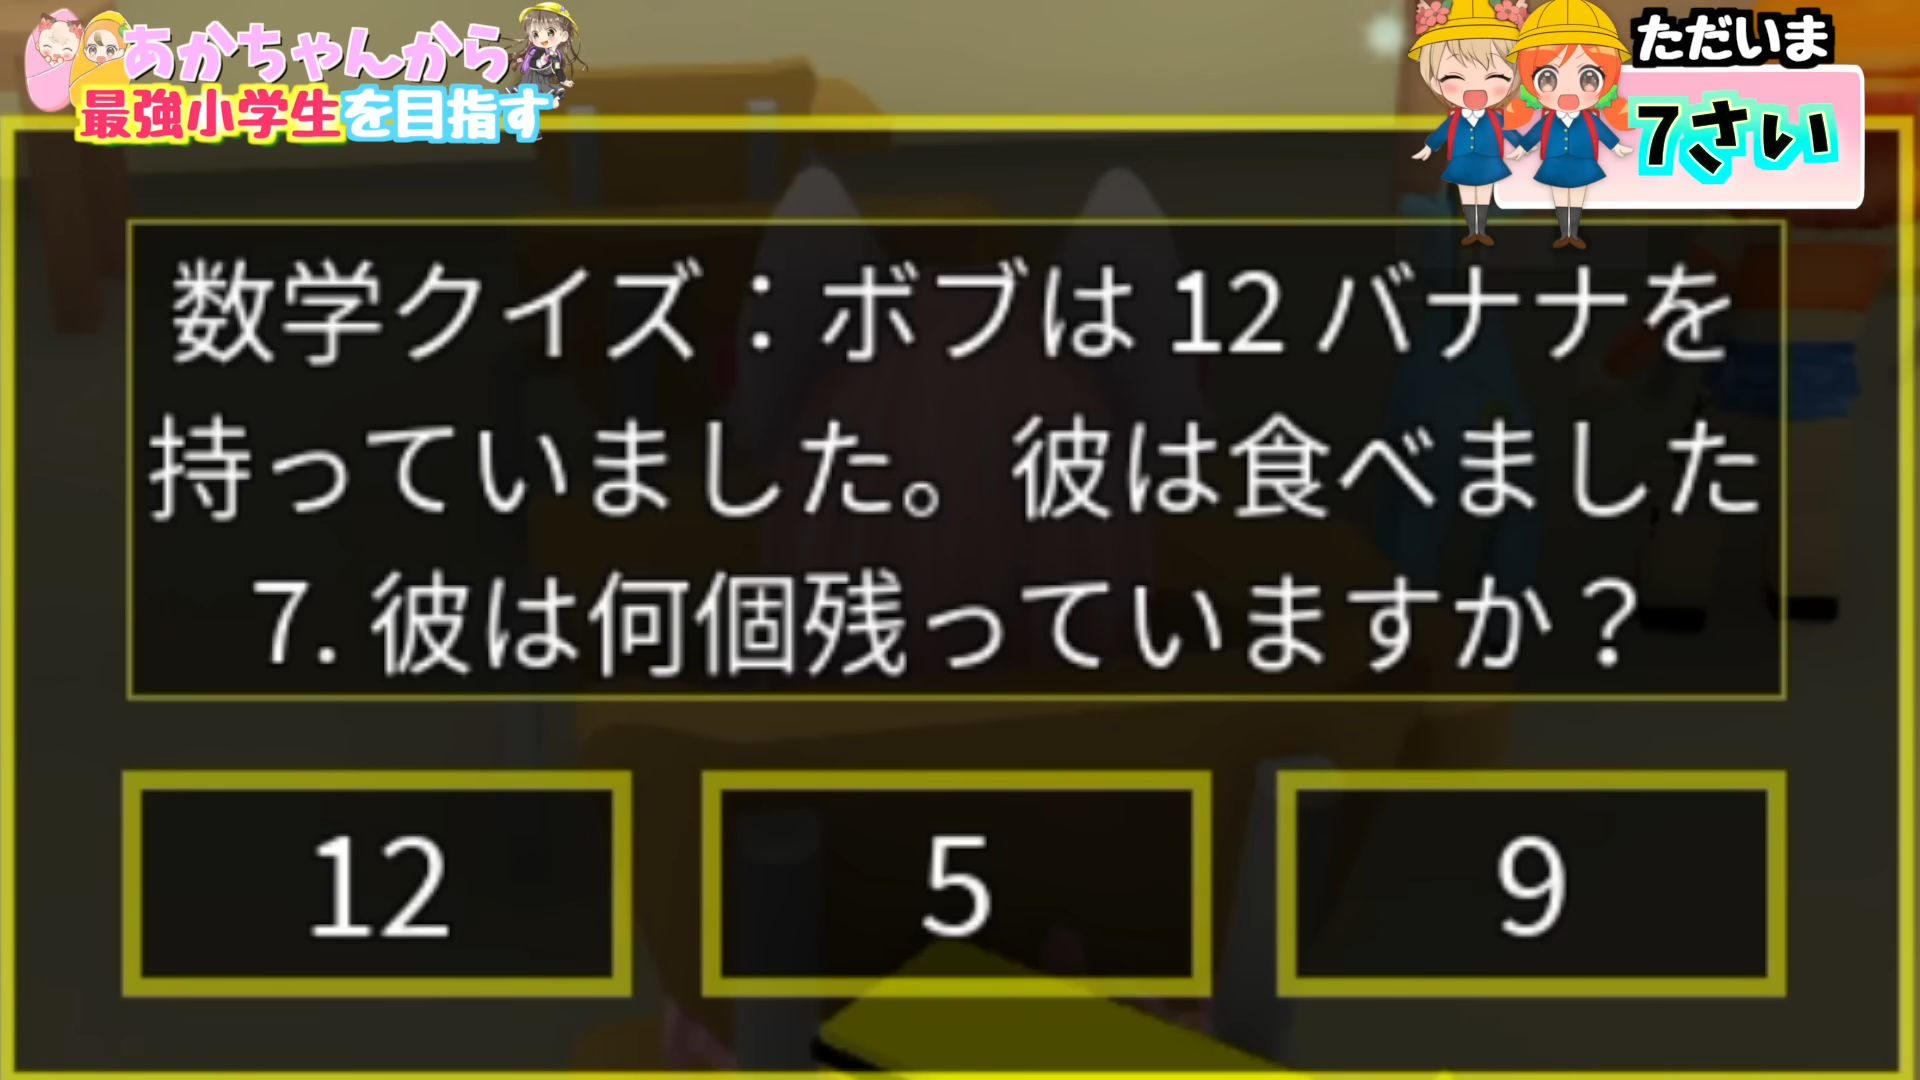 あかちゃんから
最強小学生を目指す
ただいま
7さい
数学クイズ：ボブは 12 バナナを
持っていました。彼は食べました
7. 彼は何個残っていますか？
12
5
9